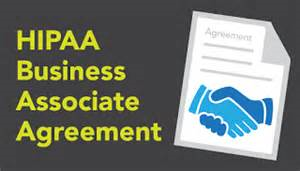 HIPAA
Business
Associate
Agreement
Agreement